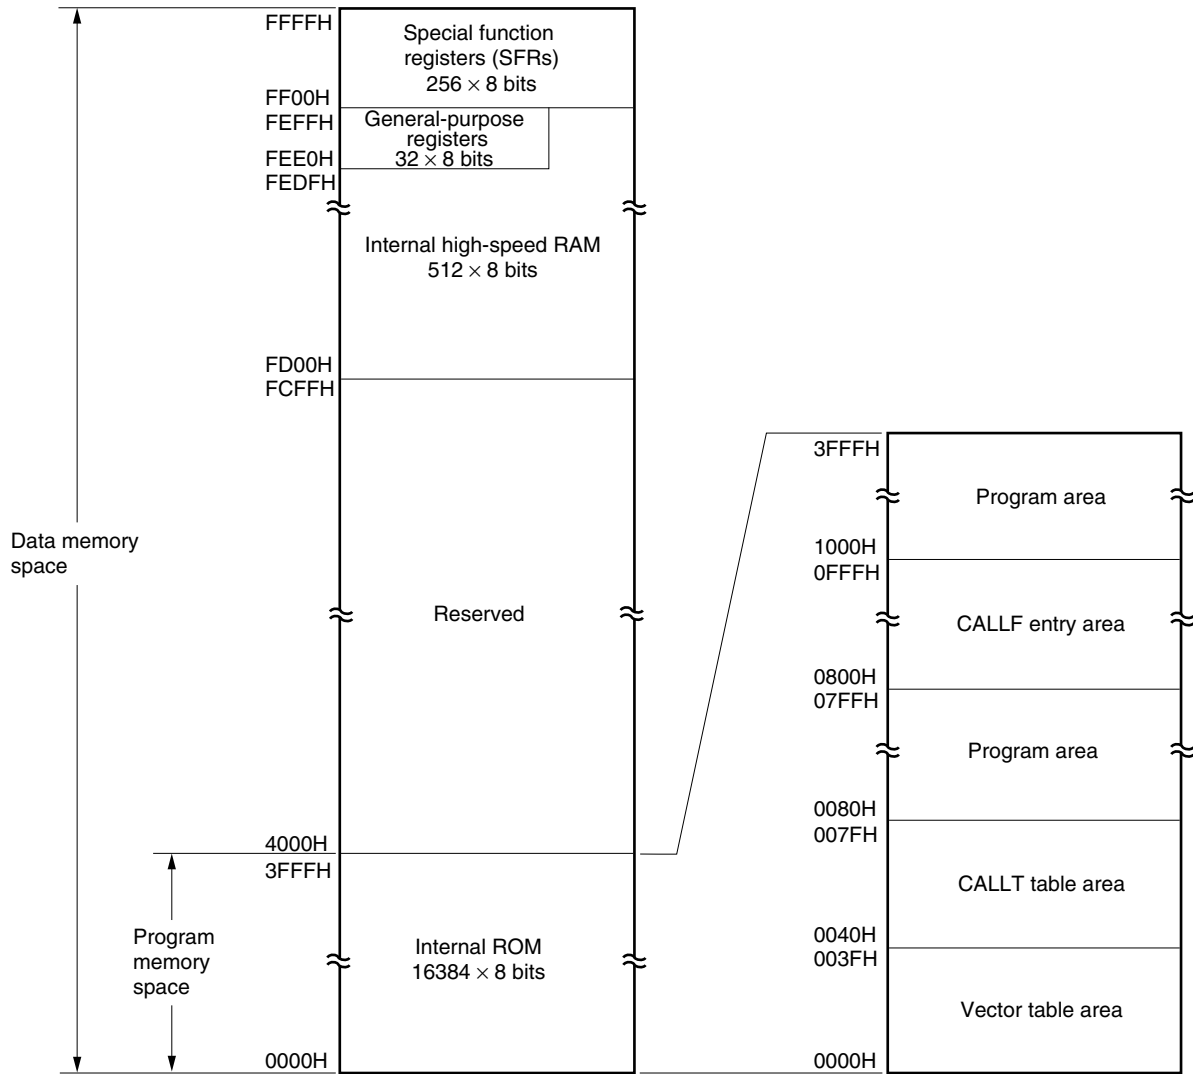 FFFFH
Special function
registers (SFRs)
256 × 8 bits
FF00H
FEFFH
General-purpose
registers
32 × 8 bits
FEE0H
FEDFH
Internal high-speed RAM
512 × 8 bits
FD00H
FCFFH
Data memory
space
Reserved
4000H
3FFFH
Program
memory
space
Internal ROM
16384 × 8 bits
0000H
3FFFH
Program area
1000H
0FFFH
CALLF entry area
0800H
07FFH
Program area
0080H
007FH
CALLT table area
0040H
003FH
Vector table area
0000H